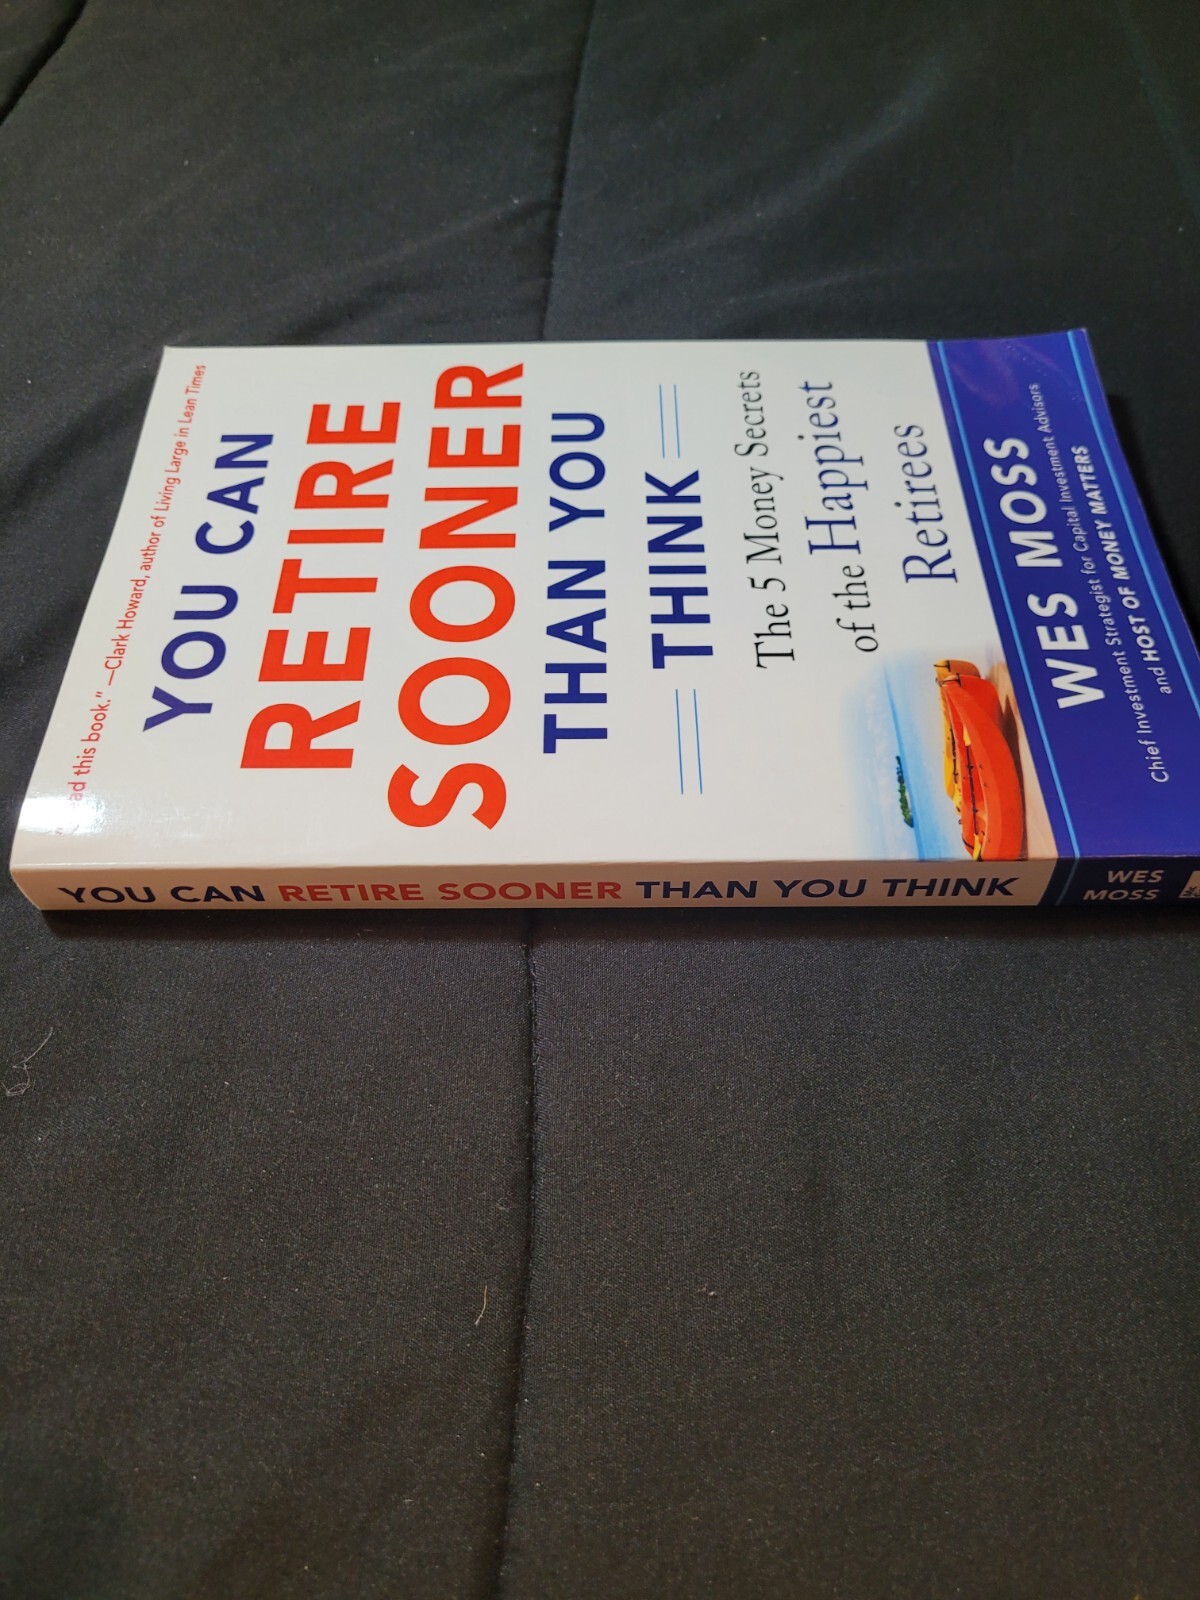 ad this book." —Clark Howard, author of Living Large in Lean Times
YOU CAN
RETIRE
SOONER
THAN YOU
THINK
The 5 Money Secrets
of the Happiest
Retirees
WES MOSS
Chief Investment Strategist for Capital Investment Advisors
and HOST OF MONEY MATTERS
YOU CAN RETIRE SOONER THAN YOU THINK
WES
MOSS